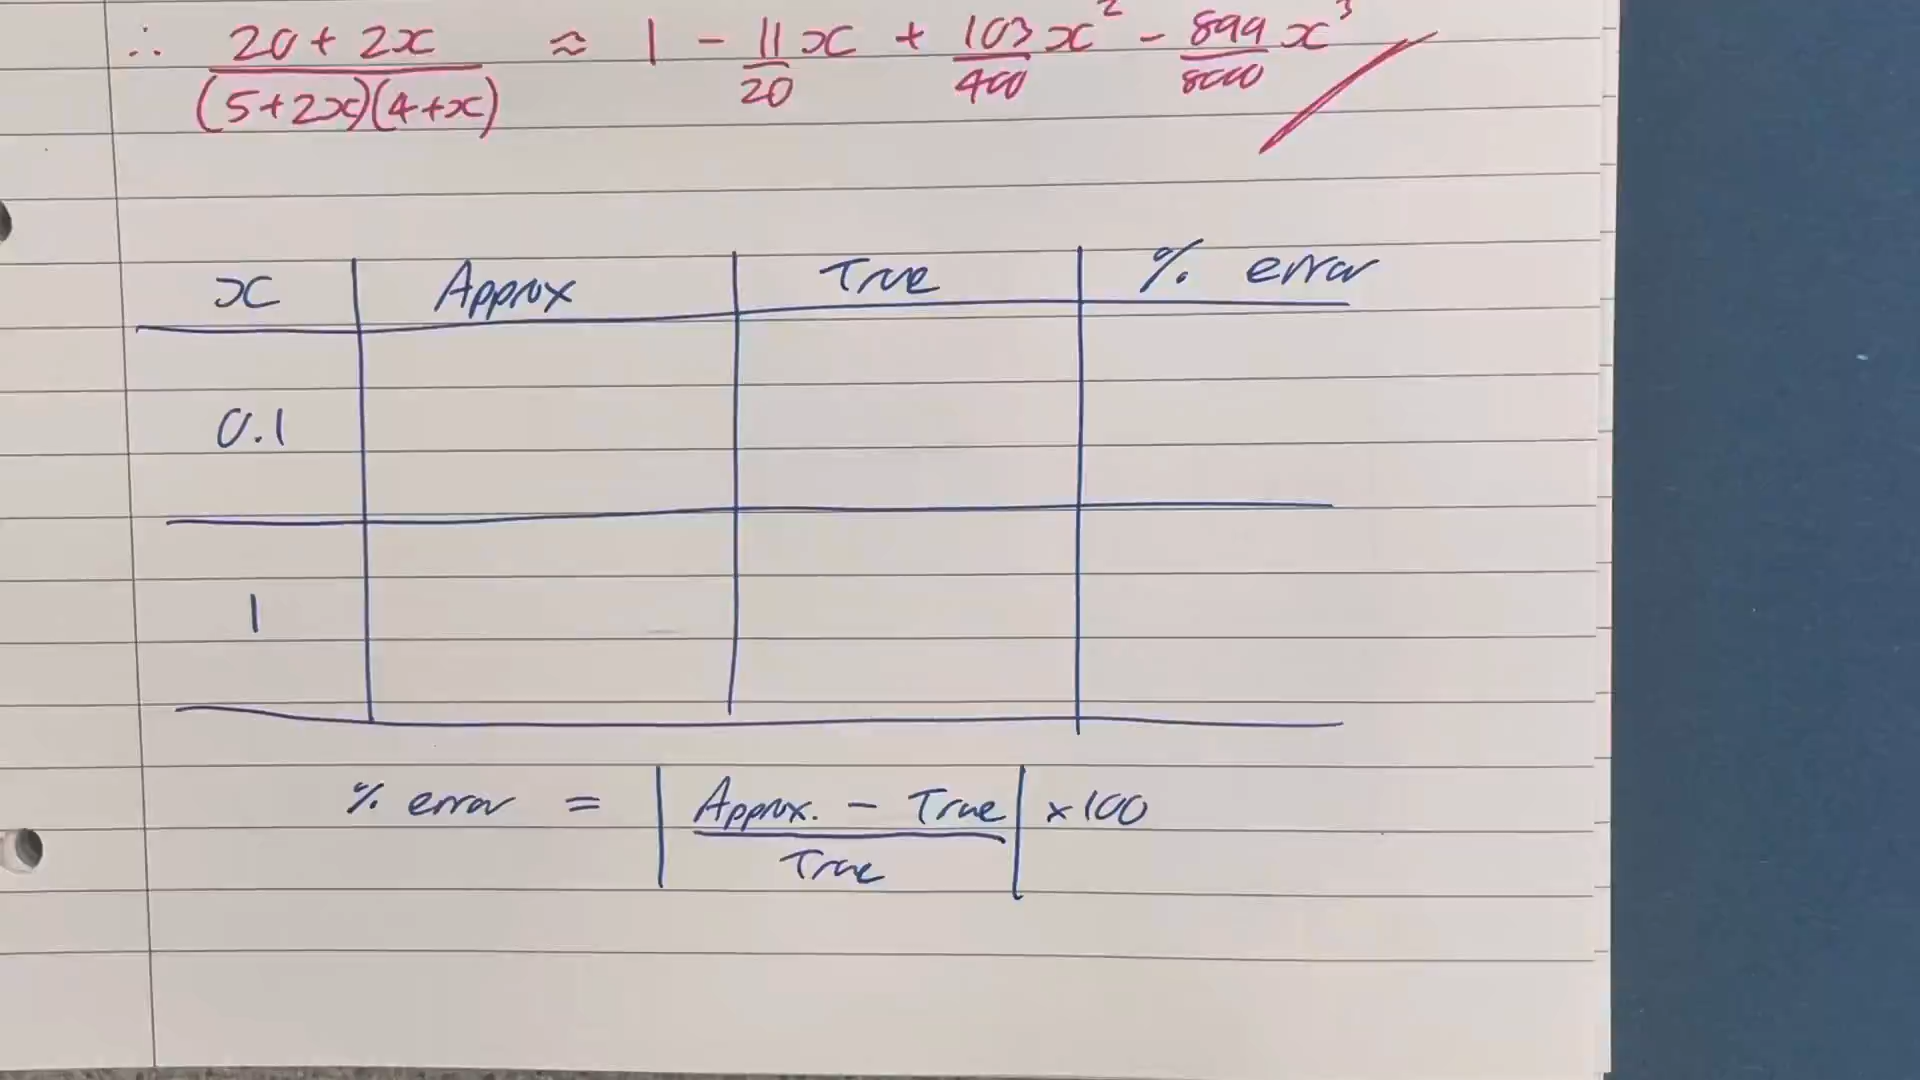 ∴ (20 + 2x)/((5+2x)(4+x)) ≈ 1 - 11/20 x + 103/400 x² - 899/8000 x³
x Approx True % error
0.1
1
% error = | (Approx. - True)/True | × 100